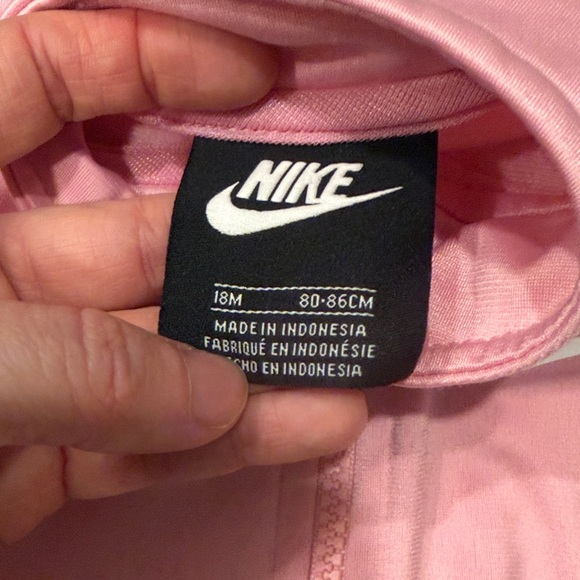 NIKE
18M 80-86CM
MADE IN INDONESIA
FABRIQUÉ EN INDONÉSIE
EN INDONESIA